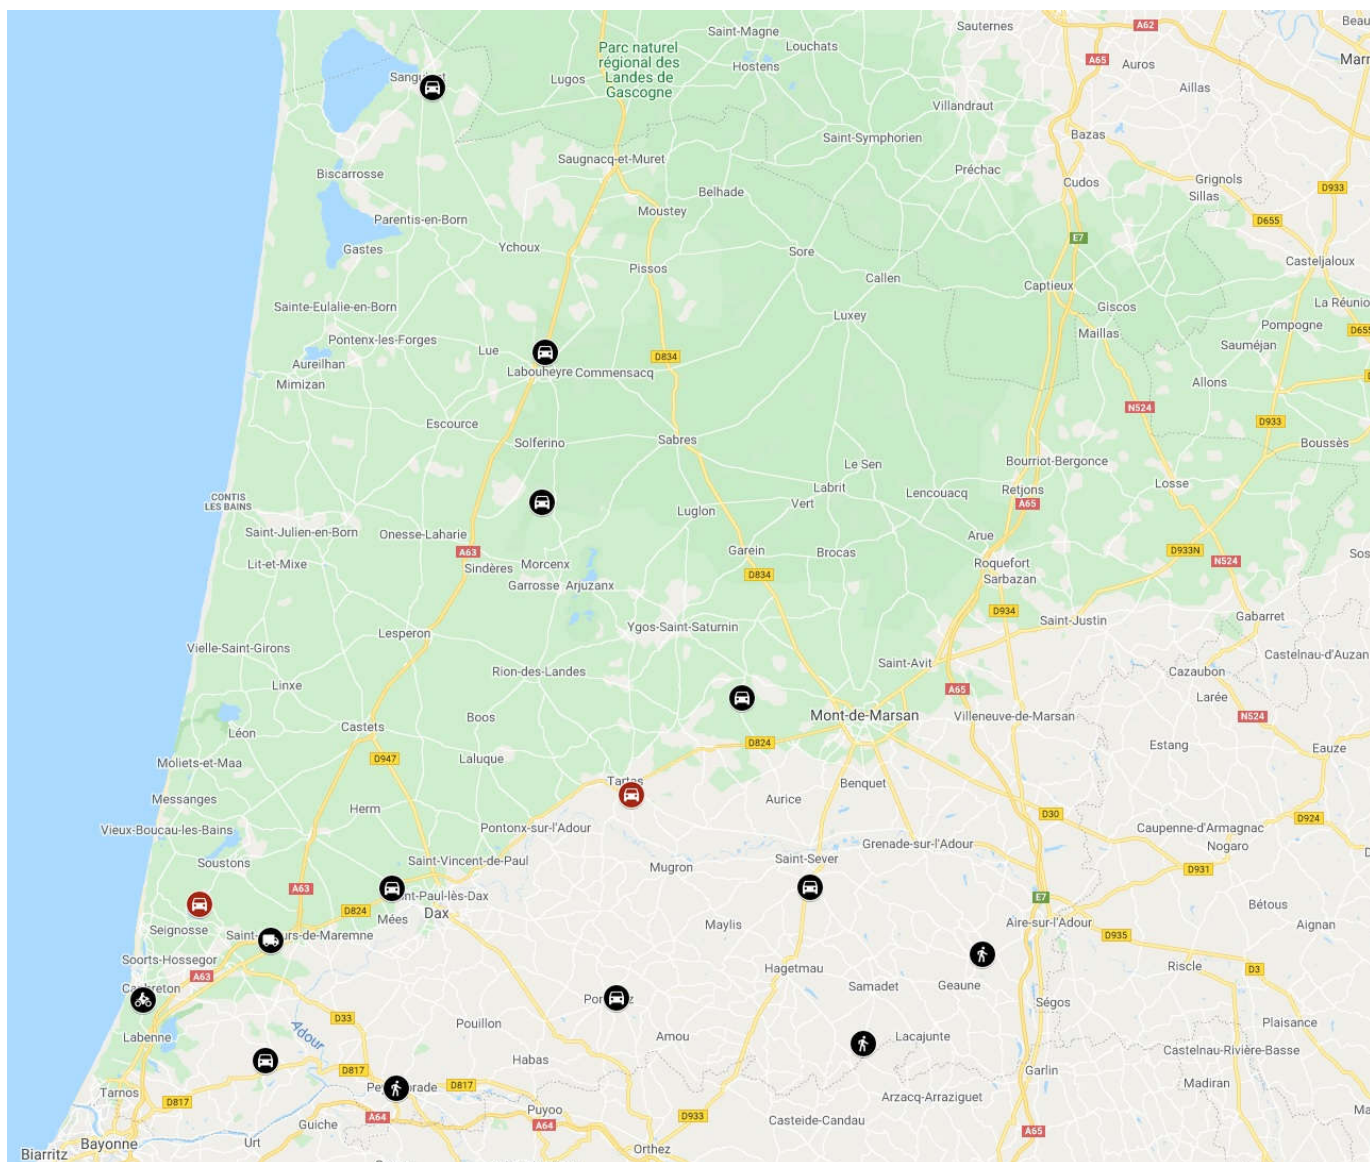 Saint-Magne
Louchats
Sauternes
A62
Beau
Parc naturel
régional des
Landes de
Gascogne
Hostens
A65
Auros
Marm
Lugos
Villandraut
Aillas
Saint-Symphorien
Bazas
Saugnacq-et-Muret
Préchac
Biscarrosse
Belhade
Cudos
Grignols
D933
Sillas
Moustey
Parentis-en-Born
D655
Gastes
Ychoux
Sore
E7
Pissos
Callen
Casteljaloux
Captieux
Sainte-Eulalie-en-Born
Luxey
Giscos
La Réunion
Pompogne
Maillas
Pontenx-les-Forges
D655
Lue
Sauméjan
Aureilhan
D834
Labouheyre
Commensacq
Mimizan
Allons
N524
D933
Escource
Solferino
Sabres
Boussès
Le Sen
Bourriot-Bergonce
CONTIS
LES BAINS
Labrit
Lencouacq
Retjons
Losse
Luglon
Vert
A65
Saint-Julien-en-Born
Onesse-Laharie
Arue
A63
Garein
Brocas
D933N
Sos
Lit-et-Mixe
Sindères
Morcenx
Roquefort
N524
D834
Sarbazan
Garrosse
Arjuzanx
D934
Gabarret
Saint-Justin
Lesperon
Ygos-Saint-Saturnin
Vielle-Saint-Girons
Castelnau-d'Auzan
Saint-Avit
Rion-des-Landes
Cazaubon
Linxe
A65
Larée
Mont-de-Marsan
Villeneuve-de-Marsan
N524
Boos
Castets
Léon
D824
Estang
Eauze
D947
Laluque
Moliets-et-Maa
Tartas
Benquet
Messanges
Aurice
Herm
D30
D924
Vieux-Boucau-les-Bains
Pontonx-sur-l'Adour
Caupenne-d'Armagnac
Grenade-sur-l'Adour
Nogaro
Soustons
Saint-Vincent-de-Paul
Saint-Sever
Mugron
D931
A63
E7
Bétous
D824
Mées
Dax
Maylis
Aire-sur-l'Adour
Aignan
Seignosse
D935
Soorts-Hossegor
Hagetmau
Riscle
D3
A63
Samadet
Geaune
Ségos
D33
Adour
Pouillon
Plaisance
Labenne
Amou
Lacajunte
Habas
Castelnau-Rivière-Basse
D817
Garlin
Tarnos
D817
D817
Madiran
Arzacq-Arraziguet
Puyoo
D933
Casteide-Candau
A64
Guiche
A64
A65
Bayonne
Urt
Orthez
Biarritz